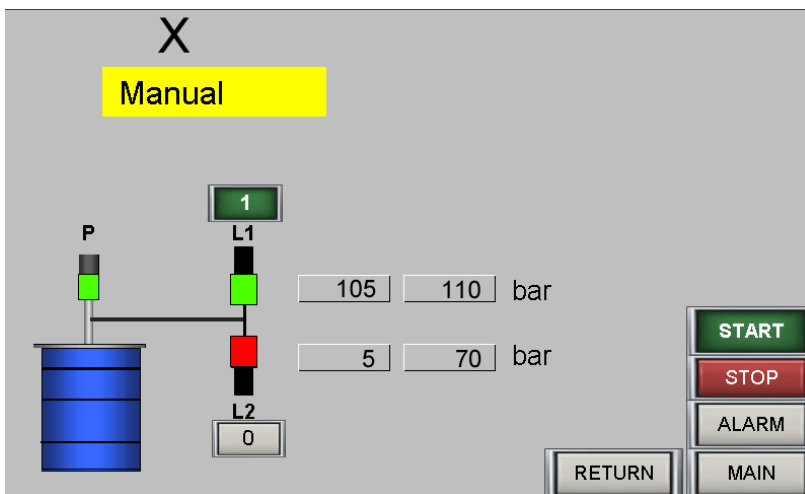 X
Manual
1
P
L1
105 110 bar
5 70 bar
L2
0
START
STOP
ALARM
RETURN MAIN